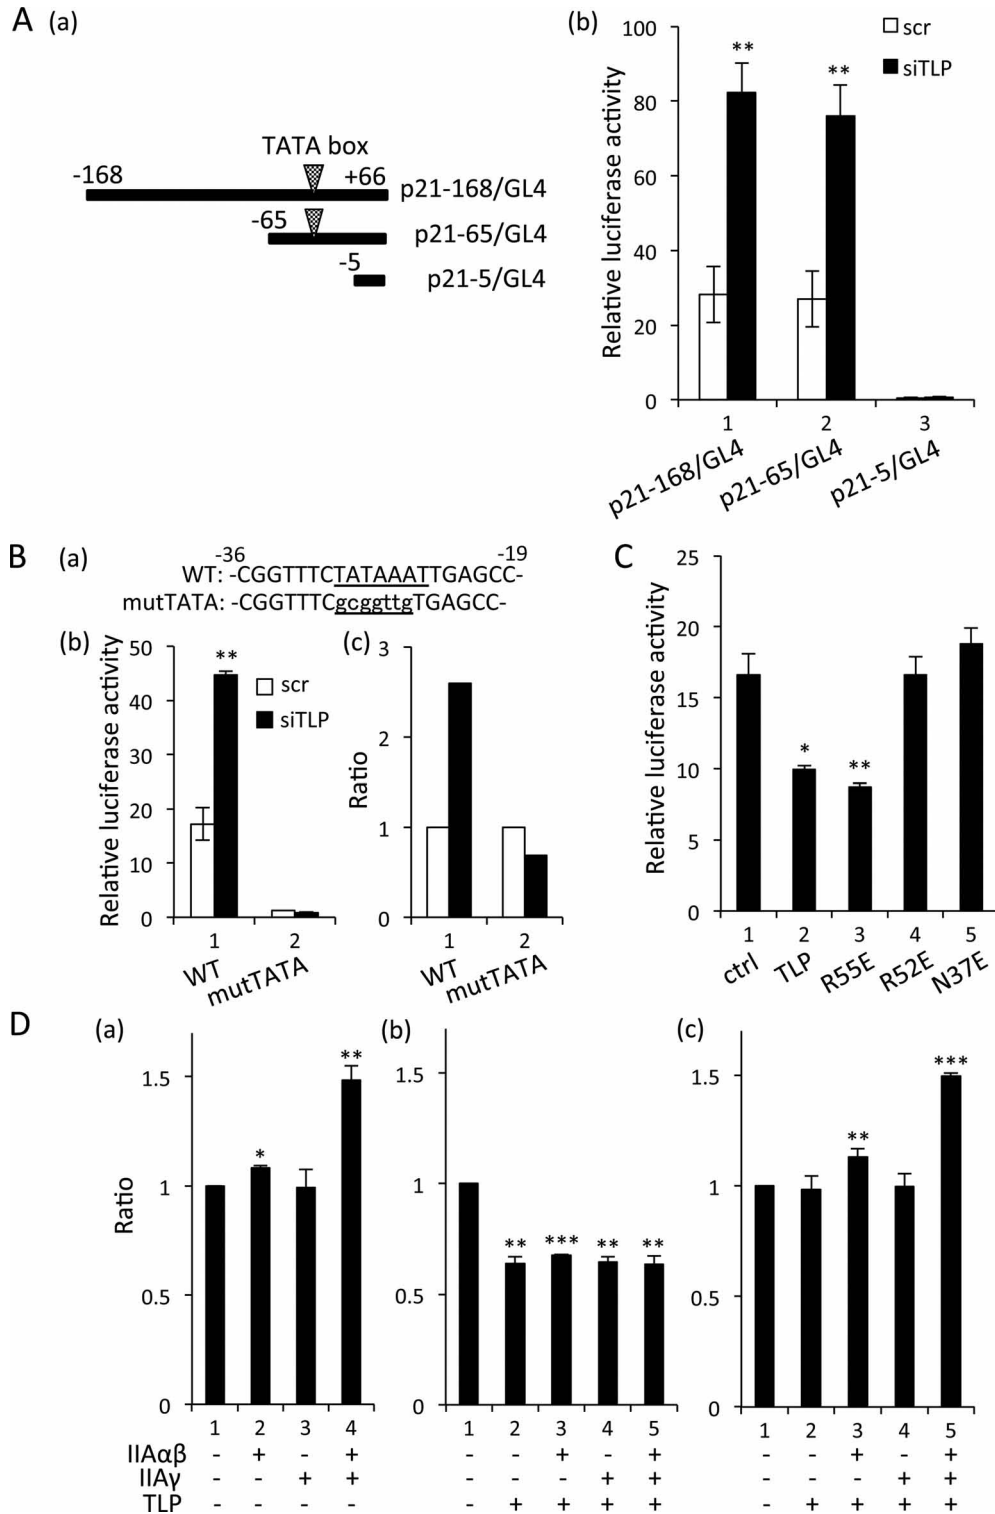 A (a)
TATA box
-168 +66 p21-168/GL4
-65 p21-65/GL4
-5 p21-5/GL4
(b)
scr
siTLP
Relative luciferase activity
100
80
60
40
20
0
** **
1 2 3
p21-168/GL4 p21-65/GL4 p21-5/GL4
B (a)
-36 -19
WT: -CGGTTTCTATAAATTGAGCC-
mutTATA: -CGGTTTCgcggttgTGAGCC-
(b)
Relative luciferase activity
50
40
30
20
10
0
**
scr
siTLP
1 2
WT mutTATA
(c)
Ratio
3
2
1
0
1 2
WT mutTATA
C
Relative luciferase activity
25
20
15
10
5
0
* **
1 2 3 4 5
ctrl TLP R55E R52E N37E
D (a)
Ratio
1.5
1
0.5
0
* **
1 2 3 4
IIAαβ - + - +
IIAγ - - + +
TLP - - - -
(b)
1.5
1
0.5
0
** *** ** **
1 2 3 4 5
- - + - +
- - - + +
- + + + +
(c)
1.5
1
0.5
0
** ***
1 2 3 4 5
- - + - +
- - - + +
- + + + +